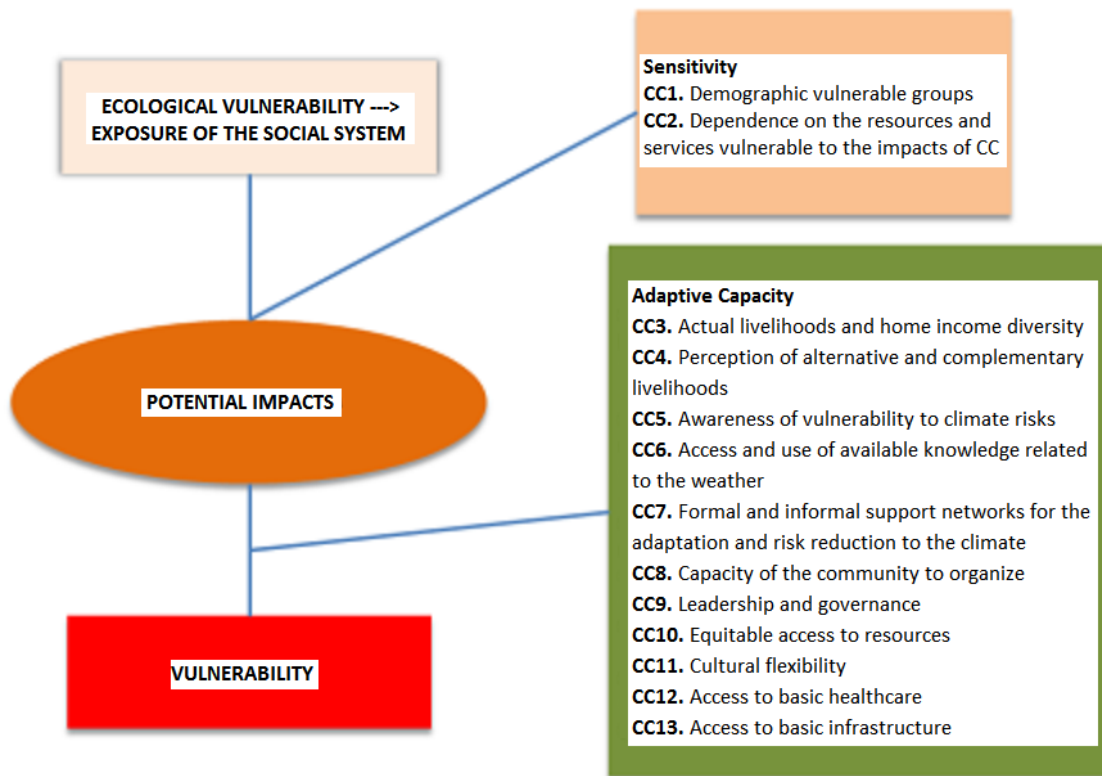 ECOLOGICAL VULNERABILITY --->
EXPOSURE OF THE SOCIAL SYSTEM
Sensitivity
CC1. Demographic vulnerable groups
CC2. Dependence on the resources and
services vulnerable to the impacts of CC
POTENTIAL IMPACTS
Adaptive Capacity
CC3. Actual livelihoods and home income diversity
CC4. Perception of alternative and complementary
livelihoods
CC5. Awareness of vulnerability to climate risks
CC6. Access and use of available knowledge related
to the weather
CC7. Formal and informal support networks for the
adaptation and risk reduction to the climate
CC8. Capacity of the community to organize
CC9. Leadership and governance
CC10. Equitable access to resources
CC11. Cultural flexibility
CC12. Access to basic healthcare
CC13. Access to basic infrastructure
VULNERABILITY